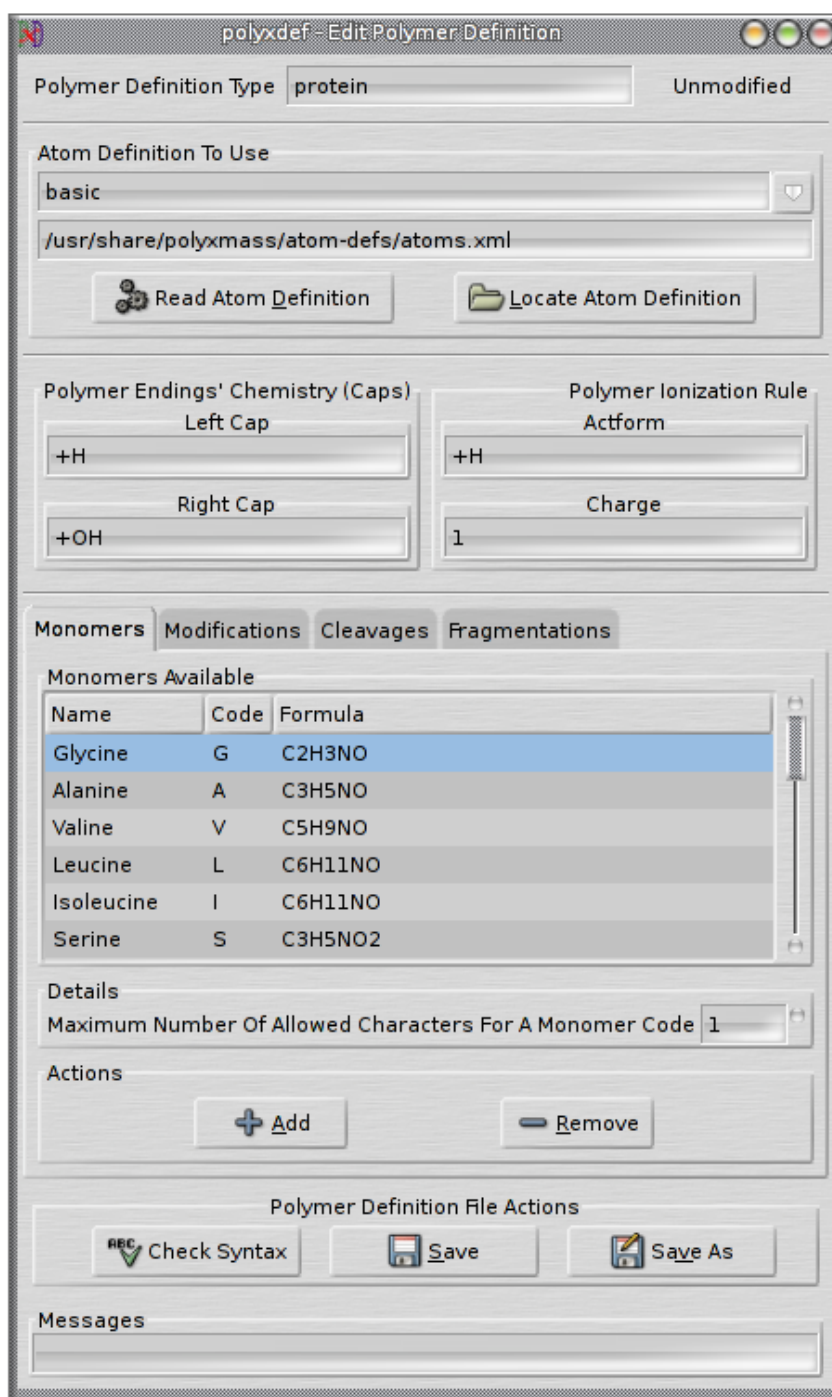 polyxdef - Edit Polymer Definition
Polymer Definition Type protein Unmodified
Atom Definition To Use
basic
/usr/share/polyxmass/atom-defs/atoms.xml
Read Atom Definition Locate Atom Definition
Polymer Endings' Chemistry (Caps) Polymer Ionization Rule
Left Cap Actform
+H +H
Right Cap Charge
+OH 1
Monomers Modifications Cleavages Fragmentations
Monomers Available
Name Code Formula
Glycine G C2H3NO
Alanine A C3H5NO
Valine V C5H9NO
Leucine L C6H11NO
Isoleucine I C6H11NO
Serine S C3H5NO2
Details
Maximum Number Of Allowed Characters For A Monomer Code 1
Actions
Add Remove
Polymer Definition File Actions
ABC Check Syntax Save Save As
Messages